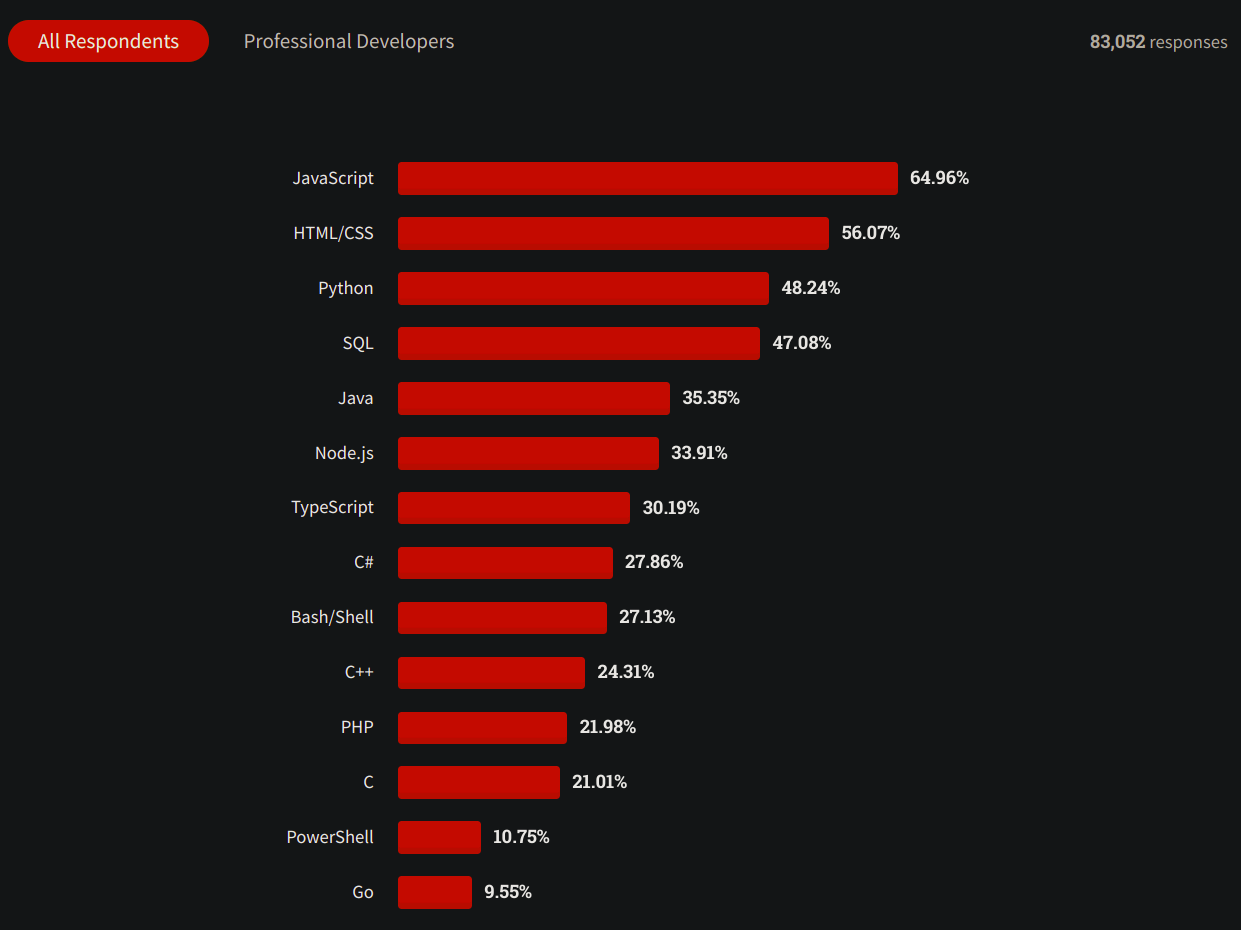 All Respondents Professional Developers 83,052 responses
JavaScript 64.96%
HTML/CSS 56.07%
Python 48.24%
SQL 47.08%
Java 35.35%
Node.js 33.91%
TypeScript 30.19%
C# 27.86%
Bash/Shell 27.13%
C++ 24.31%
PHP 21.98%
C 21.01%
PowerShell 10.75%
Go 9.55%